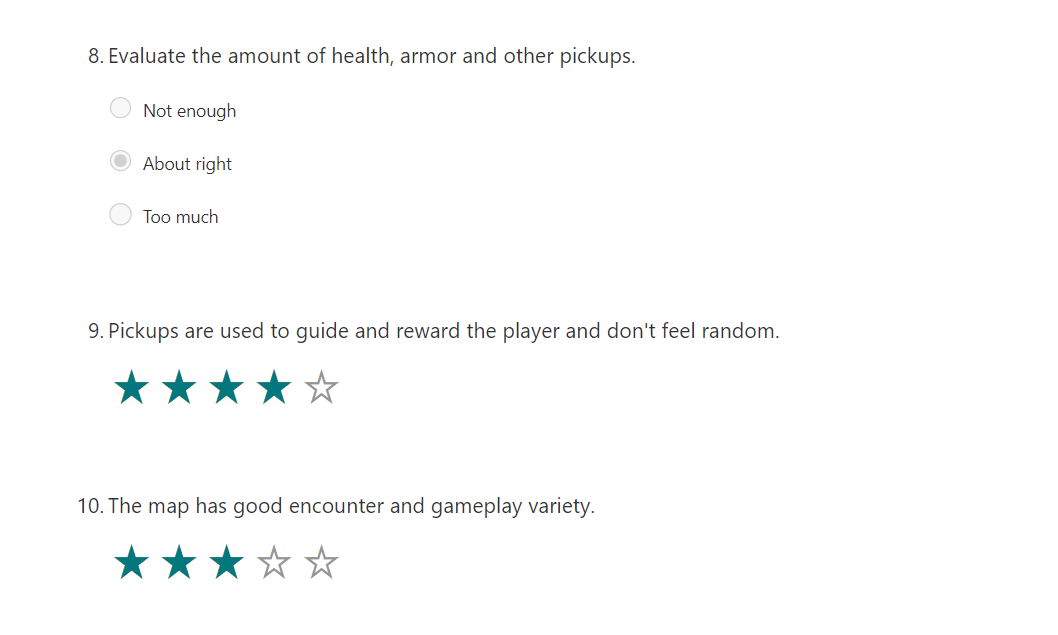 8. Evaluate the amount of health, armor and other pickups.
Not enough
About right
Too much
9. Pickups are used to guide and reward the player and don't feel random.
10. The map has good encounter and gameplay variety.